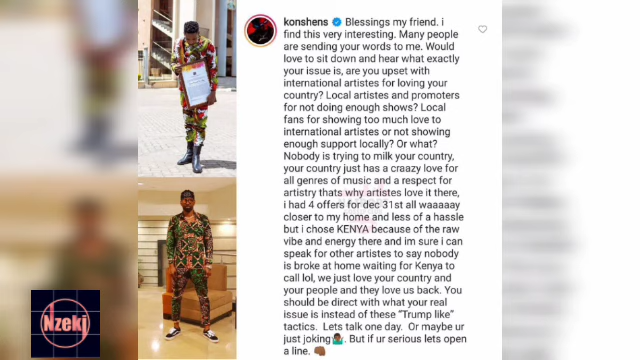 konshens Blessings my friend. i
find this very interesting. Many people
are sending your words to me. Would
love to sit down and hear what exactly
your issue is, are you upset with
international artistes for loving your
country? Local artistes and promoters
for not doing enough shows? Local
fans for showing too much love to
international artistes or not showing
enough support locally? Or what?
Nobody is trying to milk your country,
your country just has a craazy love for
all genres of music and a respect for
artistry thats why artistes love it there,
i had 4 offers for dec 31st all waaaaay
closer to my home and less of a hassle
but i chose KENYA because of the raw
vibe and energy there and im sure i can
speak for other artistes to say nobody
is broke at home waiting for Kenya to
call lol, we just love your country and
your people and they love us back. You
should be direct with what your real
issue is instead of these “Trump like”
tactics. Lets talk one day. Or maybe ur
just joking🤷🏾‍♂️. But if ur serious lets open
a line. 👊🏾
Nzeki